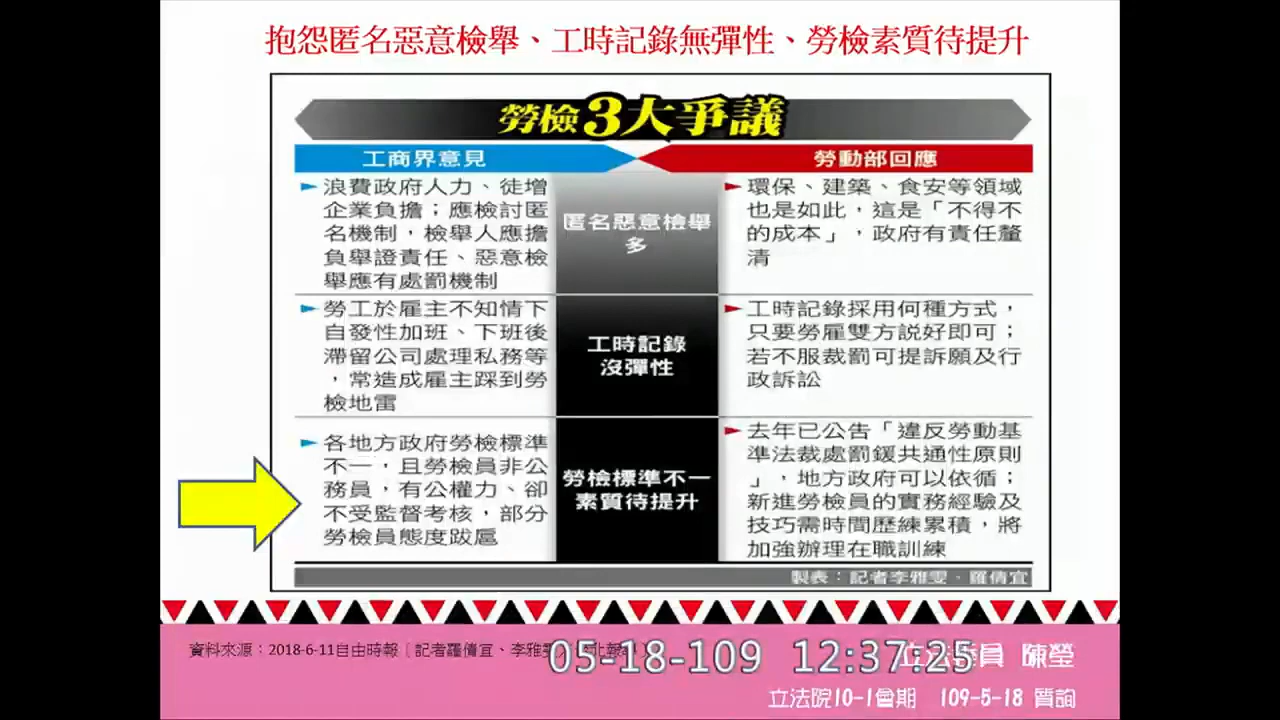 抱怨匿名惡意檢舉、工時記錄無彈性、勞檢素質待提升
勞檢3大爭議
工商界意見
勞動部回應
浪費政府人力、徒增
企業負擔；應檢討匿
名機制，檢舉人應擔
負舉證責任、惡意檢
舉應有處罰機制
匿名惡意檢舉
多
環保、建築、食安等領域
也是如此，這是「不得不
的成本」，政府有責任釐
清
勞工於雇主不知情下
自發性加班、下班後
滯留公司處理私務等
，常造成雇主踩到勞
檢地雷
工時記錄
沒彈性
工時記錄採用何種方式，
只要勞雇雙方説好即可；
若不服裁罰可提訴願及行
政訴訟
各地方政府勞檢標準
不一，且勞檢員非公
務員，有公權力、卻
不受監督考核，部分
勞檢員態度跋扈
勞檢標準不一
素質待提升
去年已公告「違反勞動基
準法裁處罰鍰共通性原則
」，地方政府可以依循；
新進勞檢員的實務經驗及
技巧需時間歷練累積，將
加強辦理在職訓練
製表：記者李雅雯、羅倩宜
資料來源：2018-6-11自由時報〔記者羅倩宜、李雅
05-18-109 12:37:25
立法委員 陳瑩
立法院10-1會期 109-5-18 質詢